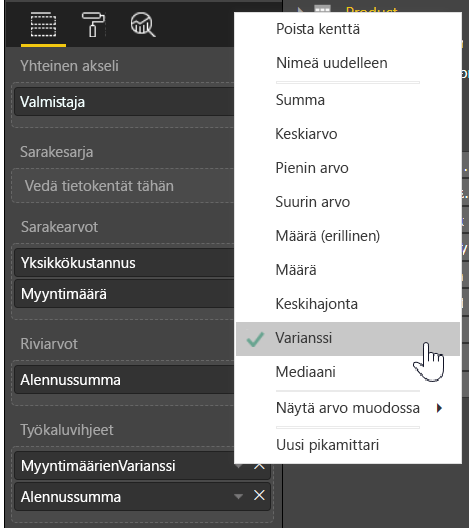 Yhteinen akseli
Valmistaja
Sarakesarja
Vedä tietokentät tähän
Sarakearvot
Yksikkökustannus
Myyntimäärä
Riviarvot
Alennussumma
Työkaluvihjeet
MyyntimäärienVarianssi
Alennussumma
Poista kenttä
Nimeä uudelleen
Summa
Keskiarvo
Pienin arvo
Suurin arvo
Määrä (erillinen)
Määrä
Keskihajonta
Varianssi
Mediaani
Näytä arvo muodossa
Uusi pikamittari
Product